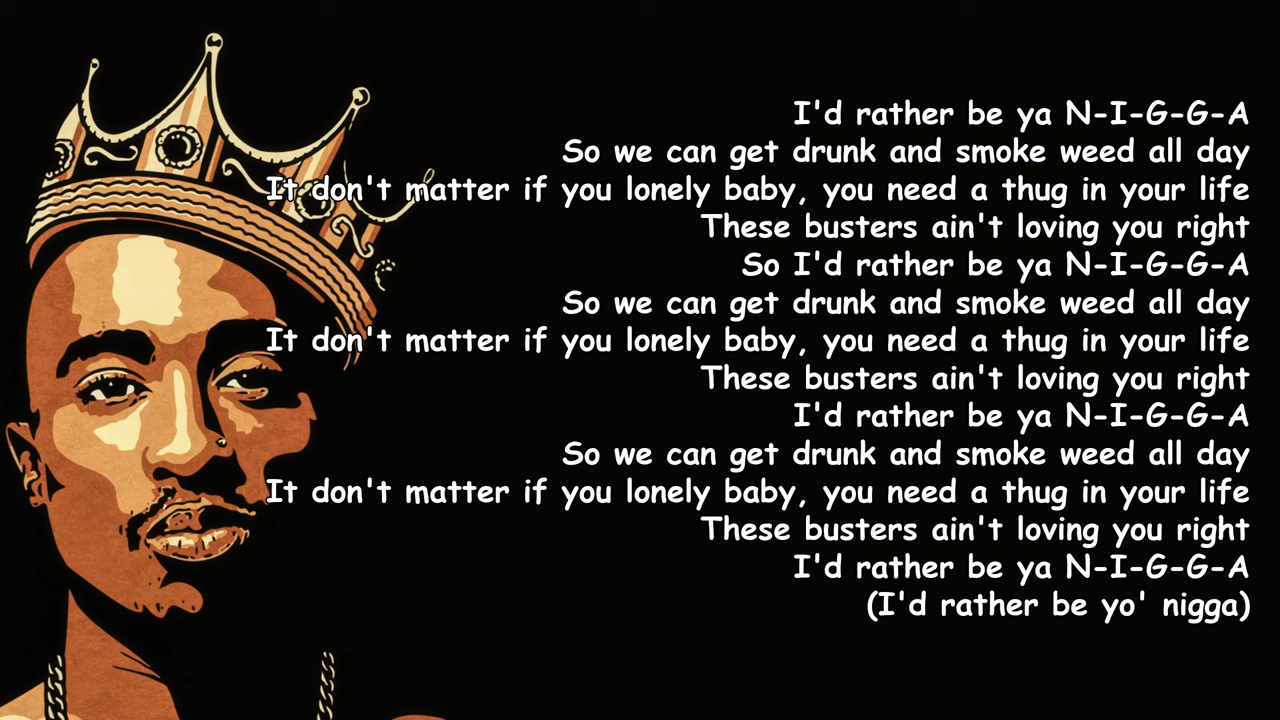 I'd rather be ya N-I-G-G-A
So we can get drunk and smoke weed all day
It don't matter if you lonely baby, you need a thug in your life
These busters ain't loving you right
So I'd rather be ya N-I-G-G-A
So we can get drunk and smoke weed all day
It don't matter if you lonely baby, you need a thug in your life
These busters ain't loving you right
I'd rather be ya N-I-G-G-A
So we can get drunk and smoke weed all day
It don't matter if you lonely baby, you need a thug in your life
These busters ain't loving you right
I'd rather be ya N-I-G-G-A
(I'd rather be yo' nigga)